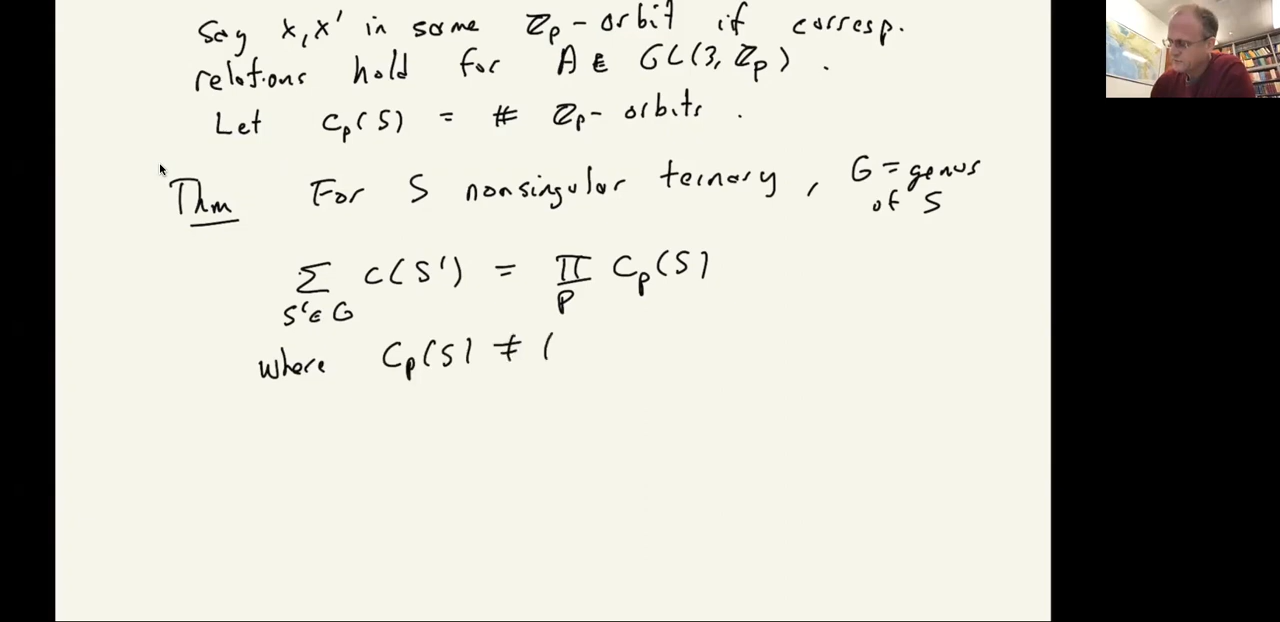 Say x, x' in same ℤp-orbit if corresp.
relations hold for A ∈ GL(3, ℤp).
Let Cp(S) = # ℤp-orbits.
Thm For S nonsingular ternary, G = genus
of S
∑ c(S') = ∏ Cp(S)
S' ∈ G p
where Cp(S) ≠ (